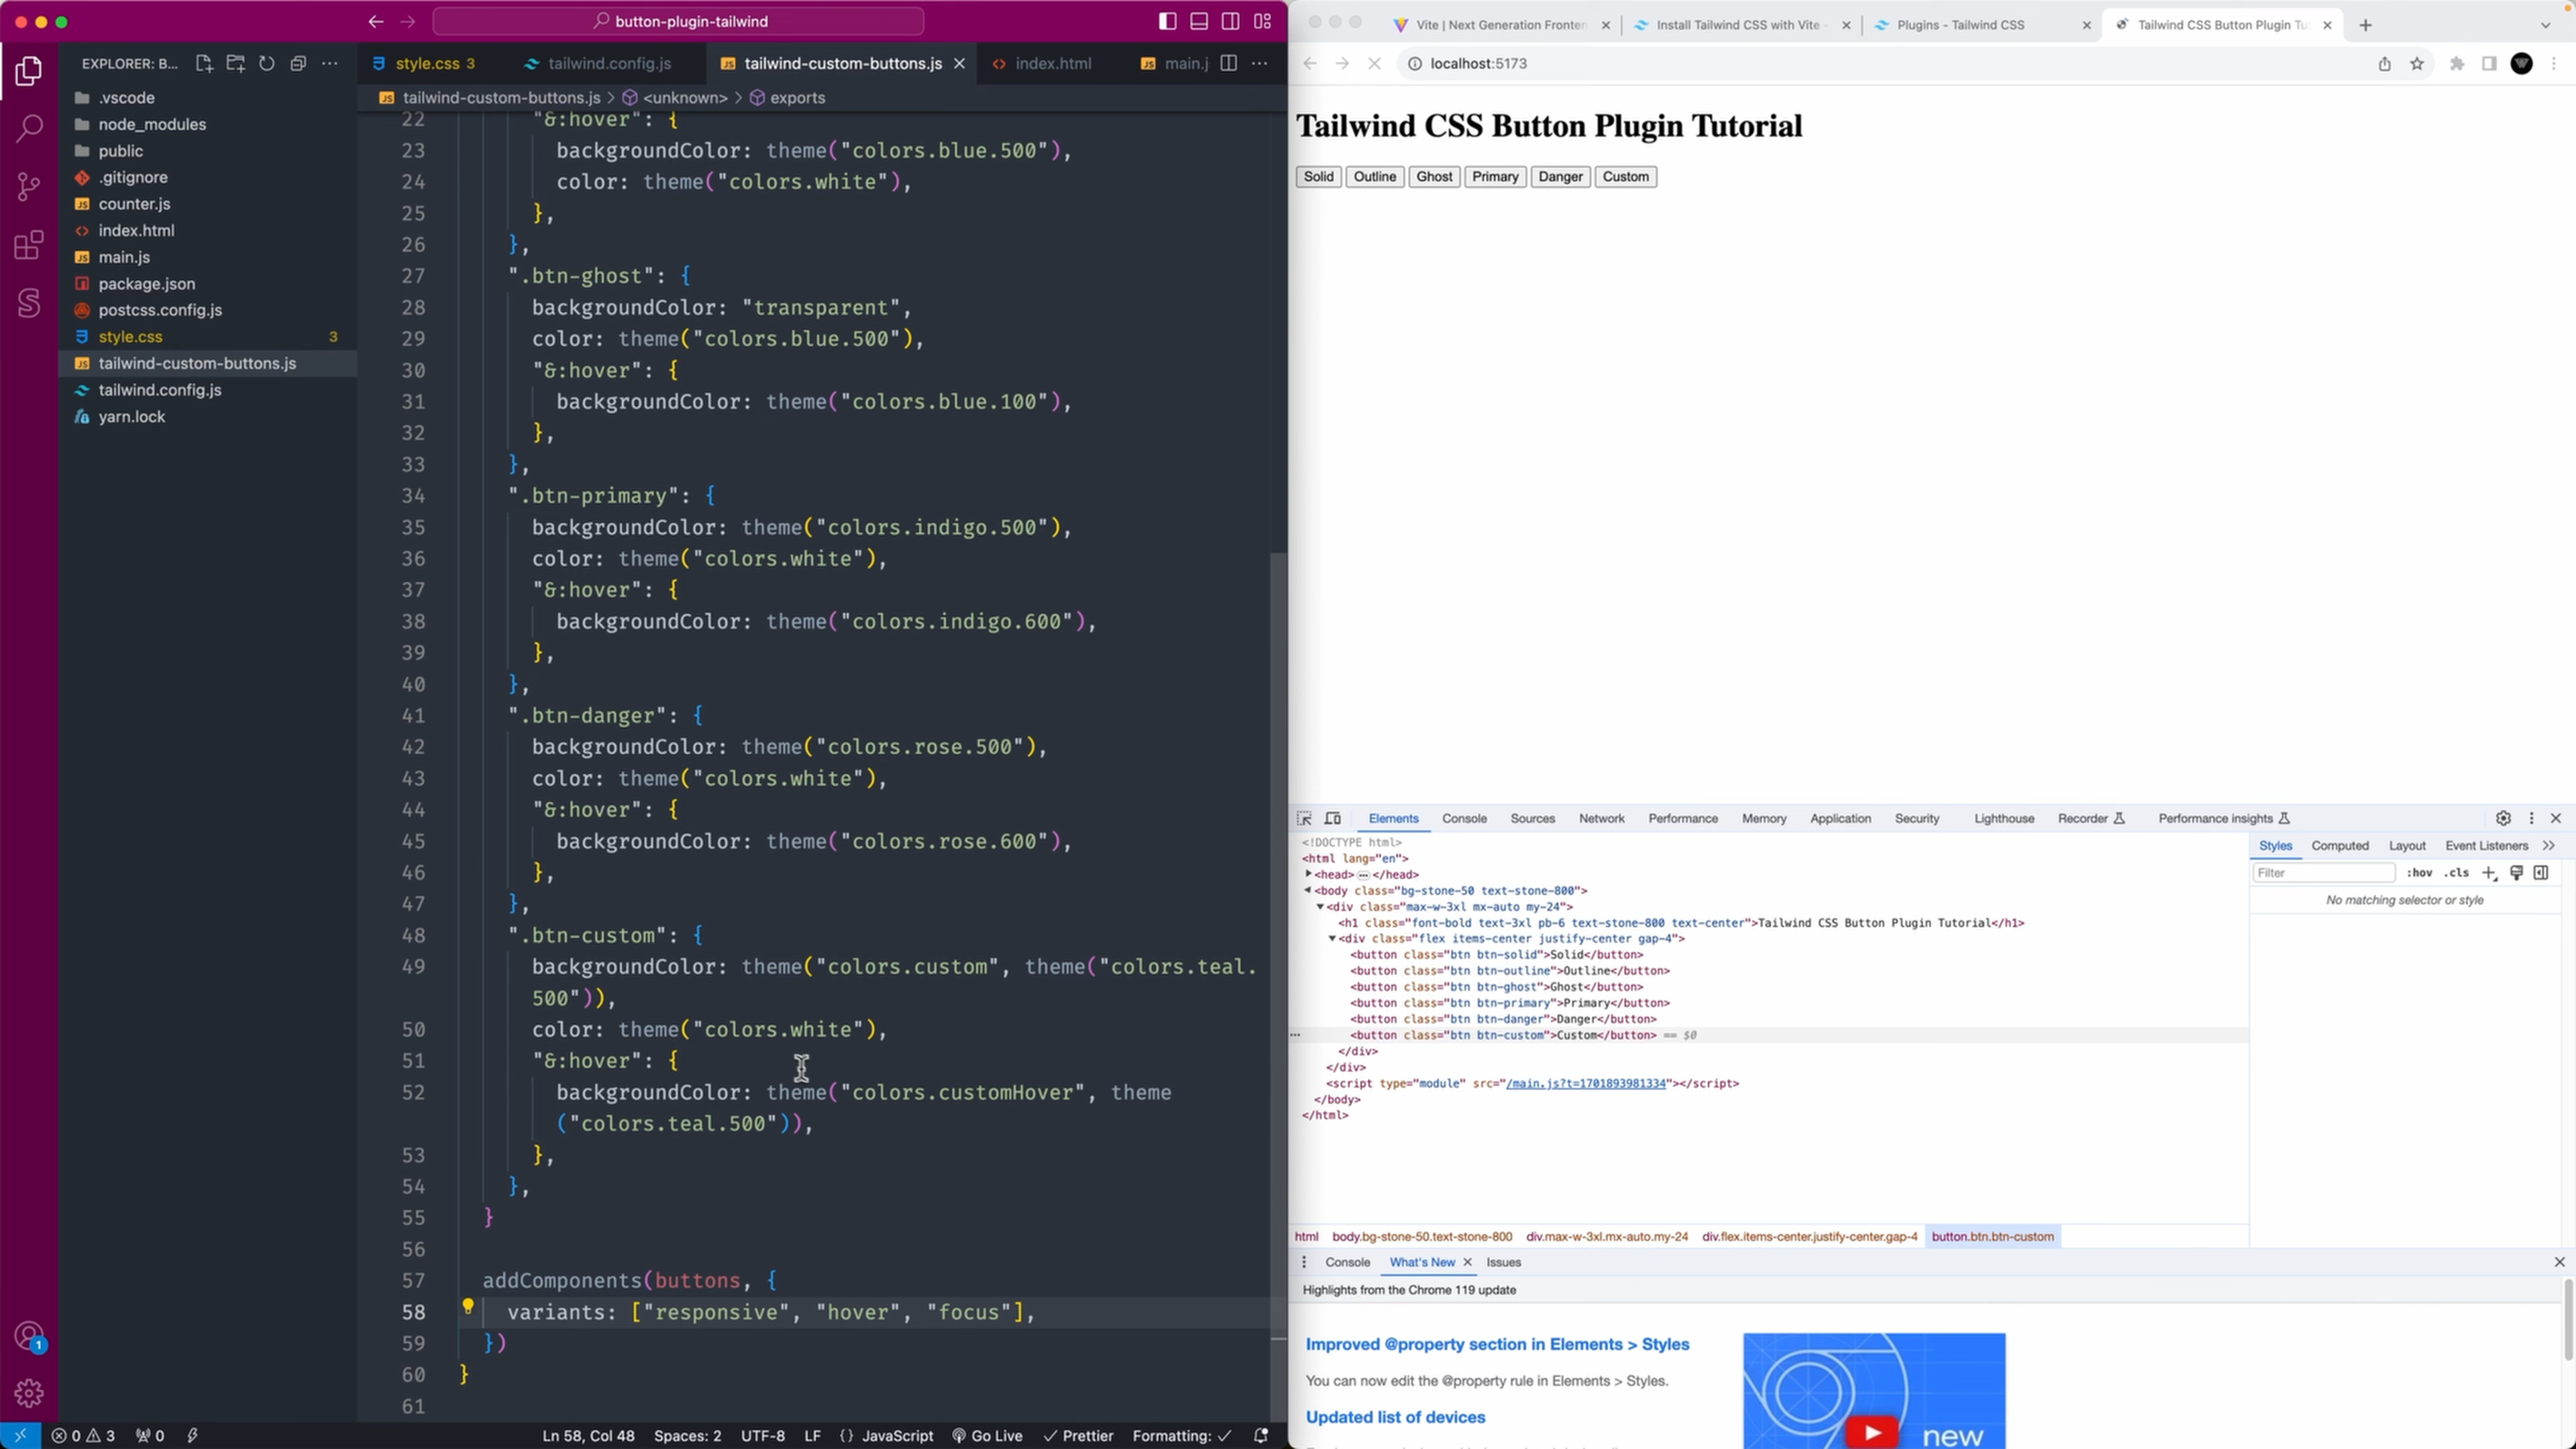 button-plugin-tailwind
EXPLORER: B...
.vscode
node_modules
public
.gitignore
counter.js
index.html
main.js
package.json
postcss.config.js
style.css 3
tailwind-custom-buttons.js
tailwind.config.js
yarn.lock
style.css 3
tailwind.config.js
tailwind-custom-buttons.js
index.html
main.j
tailwind-custom-buttons.js > <unknown> > exports
22 "&:hover": {
23 backgroundColor: theme("colors.blue.500"),
24 color: theme("colors.white"),
25 },
26 },
27 ".btn-ghost": {
28 backgroundColor: "transparent",
29 color: theme("colors.blue.500"),
30 "&:hover": {
31 backgroundColor: theme("colors.blue.100"),
32 },
33 },
34 ".btn-primary": {
35 backgroundColor: theme("colors.indigo.500"),
36 color: theme("colors.white"),
37 "&:hover": {
38 backgroundColor: theme("colors.indigo.600"),
39 },
40 },
41 ".btn-danger": {
42 backgroundColor: theme("colors.rose.500"),
43 color: theme("colors.white"),
44 "&:hover": {
45 backgroundColor: theme("colors.rose.600"),
46 },
47 },
48 ".btn-custom": {
49 backgroundColor: theme("colors.custom", theme("colors.teal.
500")),
50 color: theme("colors.white"),
51 "&:hover": {
52 backgroundColor: theme("colors.customHover", theme
("colors.teal.500")),
53 },
54 },
55 }
56
57 addComponents(buttons, {
58 variants: ["responsive", "hover", "focus"],
59 })
60 }
61
1
0 3 0
Ln 58, Col 48 Spaces: 2 UTF-8 LF {} JavaScript Go Live Prettier Formatting:
Vite | Next Generation Fronten
Install Tailwind CSS with Vite -
Plugins - Tailwind CSS
Tailwind CSS Button Plugin Tu
localhost:5173
Tailwind CSS Button Plugin Tutorial
Solid Outline Ghost Primary Danger Custom
Elements Console Sources Network Performance Memory Application Security Lighthouse Recorder Performance insights
<!DOCTYPE html>
<html lang="en">
<head> ... </head>
<body class="bg-stone-50 text-stone-800">
<div class="max-w-3xl mx-auto my-24">
<h1 class="font-bold text-3xl pb-6 text-stone-800 text-center">Tailwind CSS Button Plugin Tutorial</h1>
<div class="flex items-center justify-center gap-4">
<button class="btn btn-solid">Solid</button>
<button class="btn btn-outline">Outline</button>
<button class="btn btn-ghost">Ghost</button>
<button class="btn btn-primary">Primary</button>
<button class="btn btn-danger">Danger</button>
... <button class="btn btn-custom">Custom</button> == $0
</div>
</div>
<script type="module" src="/main.js?t=1701893981334"></script>
</body>
</html>
Styles Computed Layout Event Listeners
Filter :hov .cls
No matching selector or style
html body.bg-stone-50.text-stone-800 div.max-w-3xl.mx-auto.my-24 div.flex.items-center.justify-center.gap-4 button.btn.btn-custom
Console What's New Issues
Highlights from the Chrome 119 update
Improved @property section in Elements > Styles
You can now edit the @property rule in Elements > Styles.
Updated list of devices
new